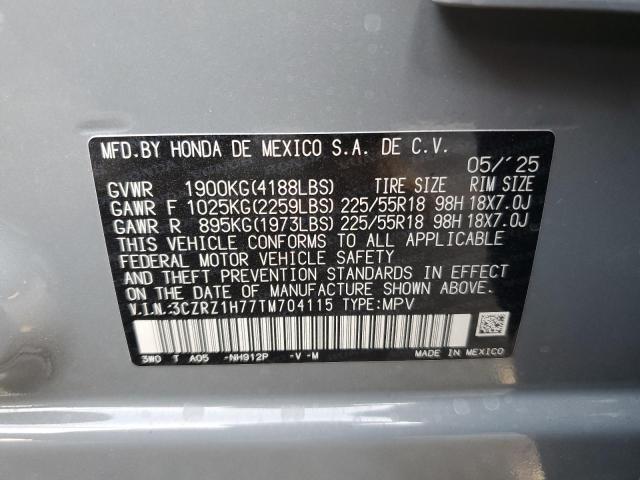 MFD.BY HONDA DE MEXICO S.A. DE C.V.
05/´25
GVWR 1900KG(4188LBS) TIRE SIZE RIM SIZE
GAWR F 1025KG(2259LBS) 225/55R18 98H 18X7.0J
GAWR R 895KG(1973LBS) 225/55R18 98H 18X7.0J
THIS VEHICLE CONFORMS TO ALL APPLICABLE
FEDERAL MOTOR VEHICLE SAFETY
AND THEFT PREVENTION STANDARDS IN EFFECT
ON THE DATE OF MANUFACTURE SHOWN ABOVE.
V.I.N.:3CZRZ1H77TM704115 TYPE:MPV
3W0 T A05 -NH912P -V-M MADE IN MEXICO